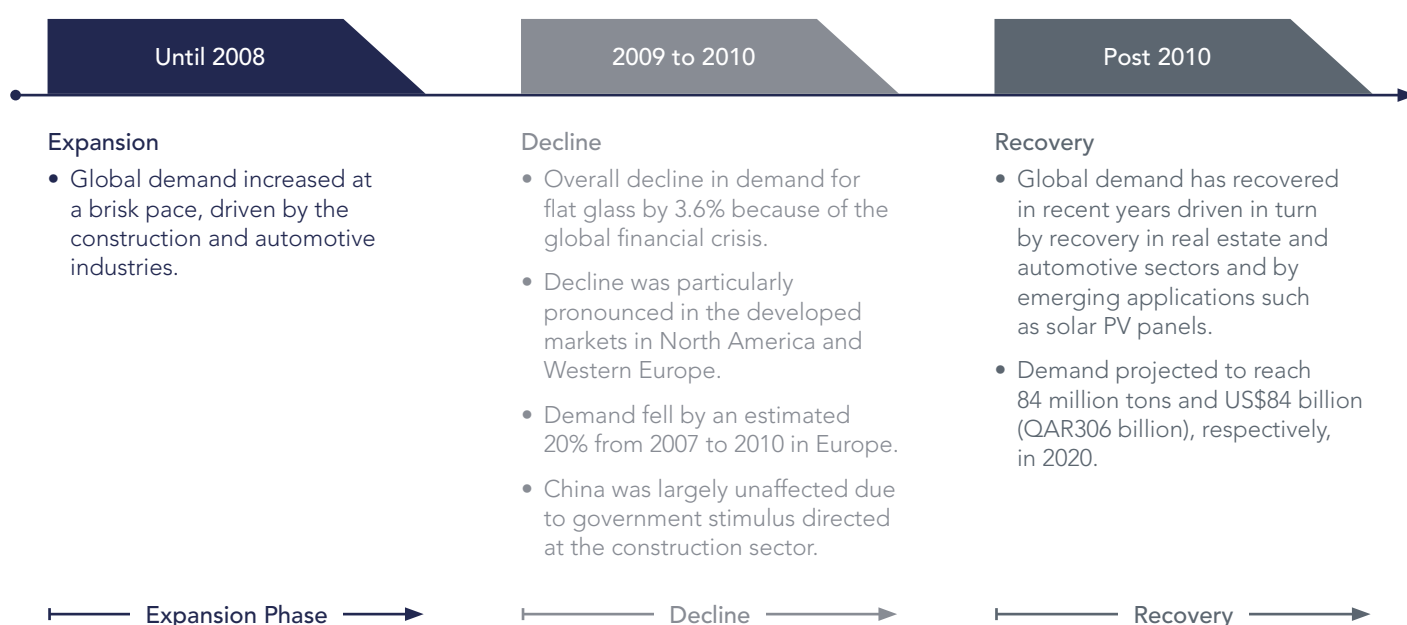 Until 2008
2009 to 2010
Post 2010
Expansion
• Global demand increased at
a brisk pace, driven by the
construction and automotive
industries.
Decline
• Overall decline in demand for
flat glass by 3.6% because of the
global financial crisis.
• Decline was particularly
pronounced in the developed
markets in North America and
Western Europe.
• Demand fell by an estimated
20% from 2007 to 2010 in Europe.
• China was largely unaffected due
to government stimulus directed
at the construction sector.
Recovery
• Global demand has recovered
in recent years driven in turn
by recovery in real estate and
automotive sectors and by
emerging applications such
as solar PV panels.
• Demand projected to reach
84 million tons and US$84 billion
(QAR306 billion), respectively,
in 2020.
Expansion Phase
Decline
Recovery